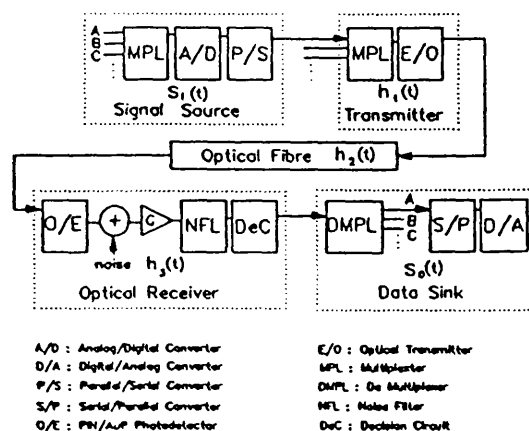 A
B
C
MPL
A/D
P/S
S₁(t)
Signal Source
MPL
E/O
h₁(t)
Transmitter
Optical Fibre h₂(t)
O/E
+
G
NFL
DeC
noise h₃(t)
Optical Receiver
DMPL
A
B
C
S/P
D/A
S₀(t)
Data Sink
A/D : Analog/Digital Converter
D/A : Digital/Analog Converter
P/S : Parallel/Serial Converter
S/P : Serial/Parallel Converter
O/E : PIN/AvP Photodetector
E/O : Optical Transmitter
MPL : Multiplexer
DMPL : De Multiplexer
NFL : Noise Filter
DeC : Decision Circuit